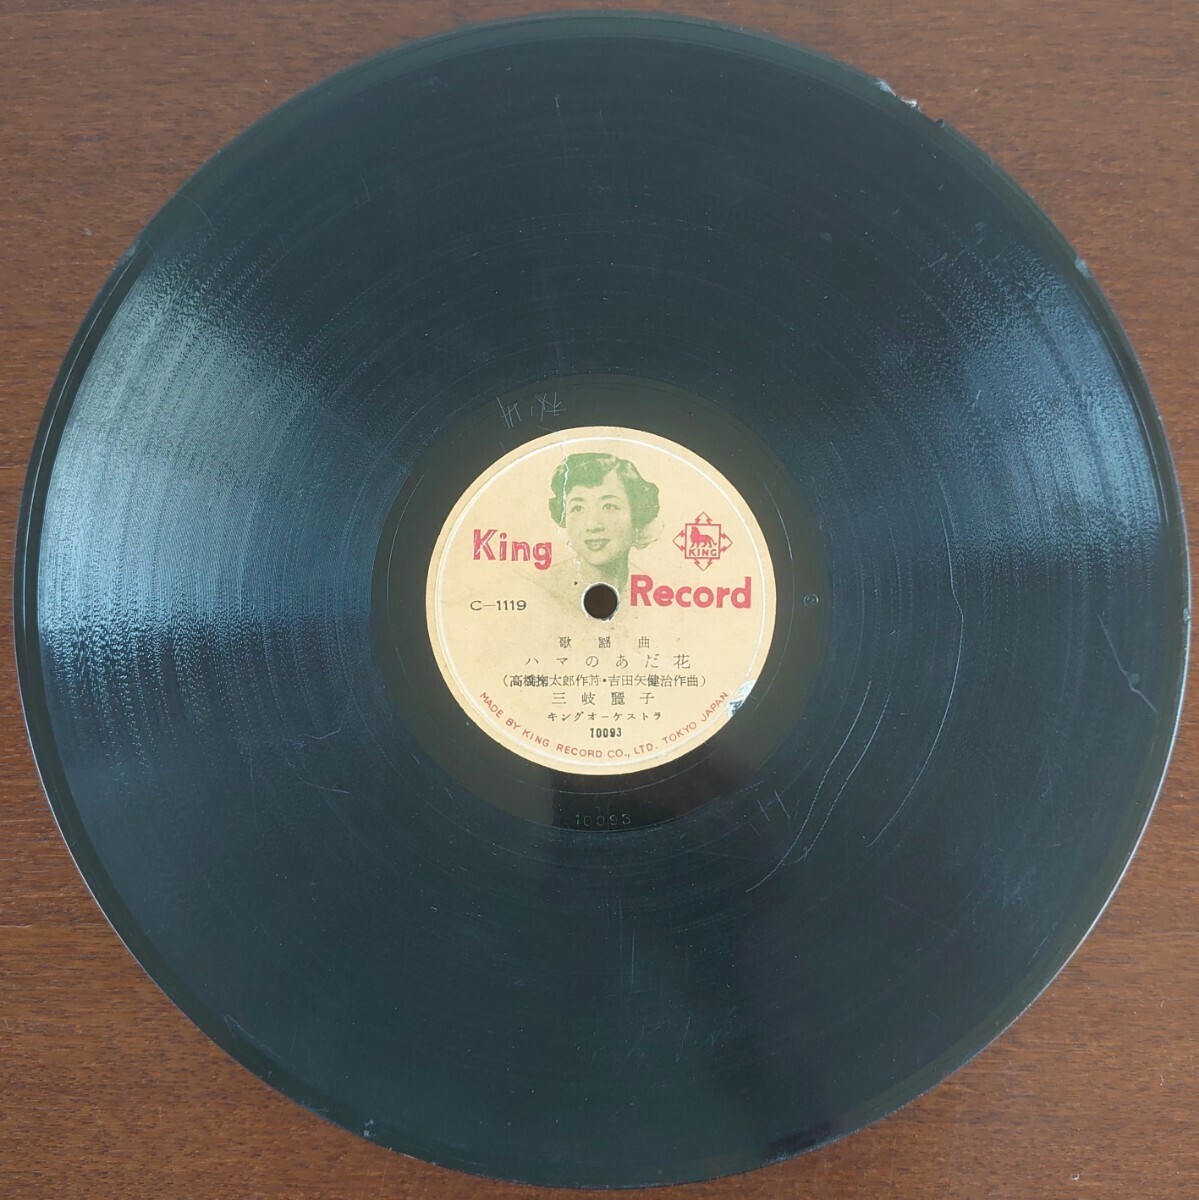 King
KING
Record
C-1119
歌謡曲
ハマのあだ花
(高橋掬太郎作詩・吉田矢健治作曲)
三岐麗子
キングオーケストラ
10093
MADE BY KING RECORD CO., LTD. TOKYO JAPAN
10093